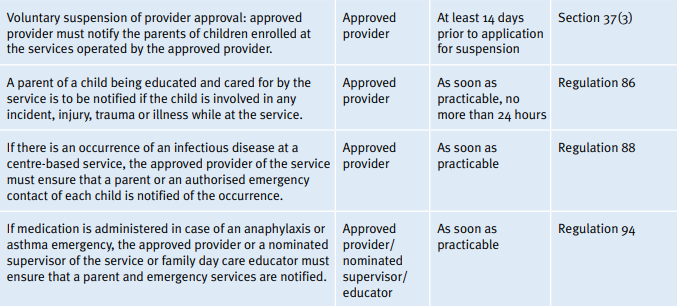 Voluntary suspension of provider approval: approved
provider must notify the parents of children enrolled at
the services operated by the approved provider.
Approved
provider
At least 14 days
prior to application
for suspension
Section 37(3)
A parent of a child being educated and cared for by the
service is to be notified if the child is involved in any
incident, injury, trauma or illness while at the service.
Approved
provider
As soon as
practicable, no
more than 24 hours
Regulation 86
If there is an occurrence of an infectious disease at a
centre-based service, the approved provider of the service
must ensure that a parent or an authorised emergency
contact of each child is notified of the occurrence.
Approved
provider
As soon as
practicable
Regulation 88
If medication is administered in case of an anaphylaxis or
asthma emergency, the approved provider or a nominated
supervisor of the service or family day care educator must
ensure that a parent and emergency services are notified.
Approved
provider/
nominated
supervisor/
educator
As soon as
practicable
Regulation 94